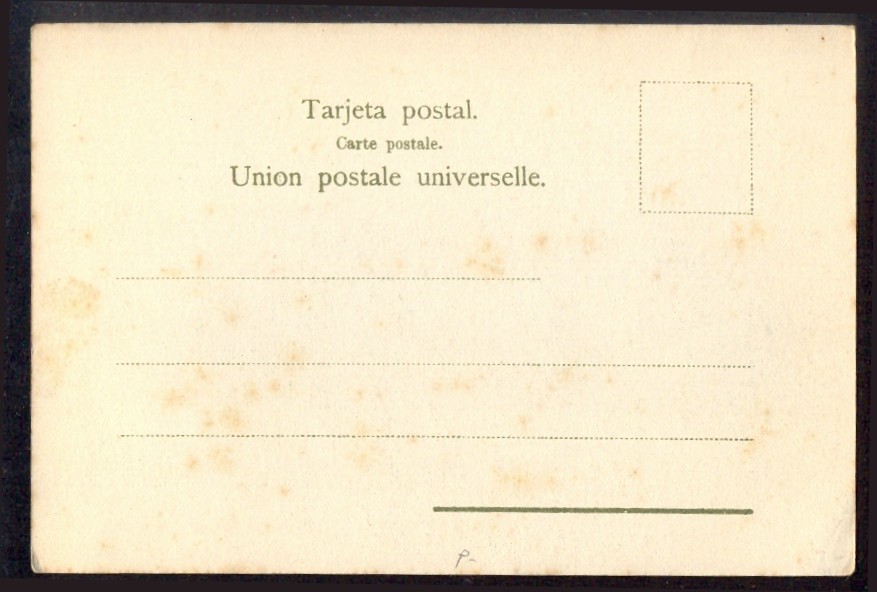 Tarjeta postal.
Carte postale.
Union postale universelle.
P-